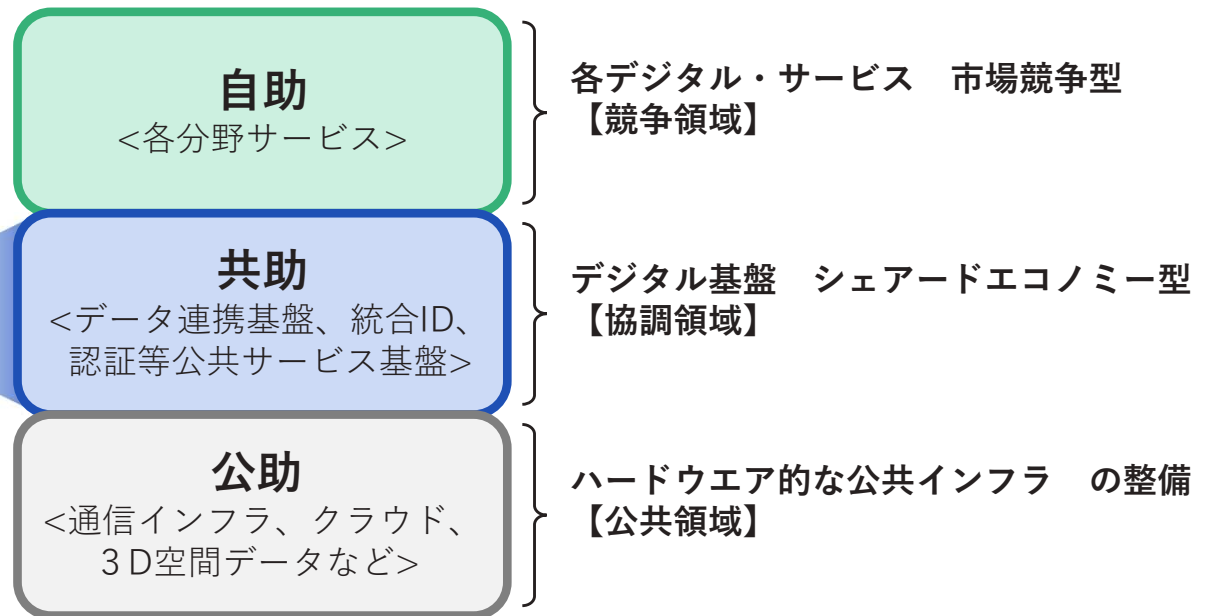 自助
<各分野サービス>
各デジタル・サービス　市場競争型
【競争領域】
共助
<データ連携基盤、統合ID、
認証等公共サービス基盤>
デジタル基盤　シェアードエコノミー型
【協調領域】
公助
<通信インフラ、クラウド、
３D空間データなど>
ハードウエア的な公共インフラ　の整備
【公共領域】